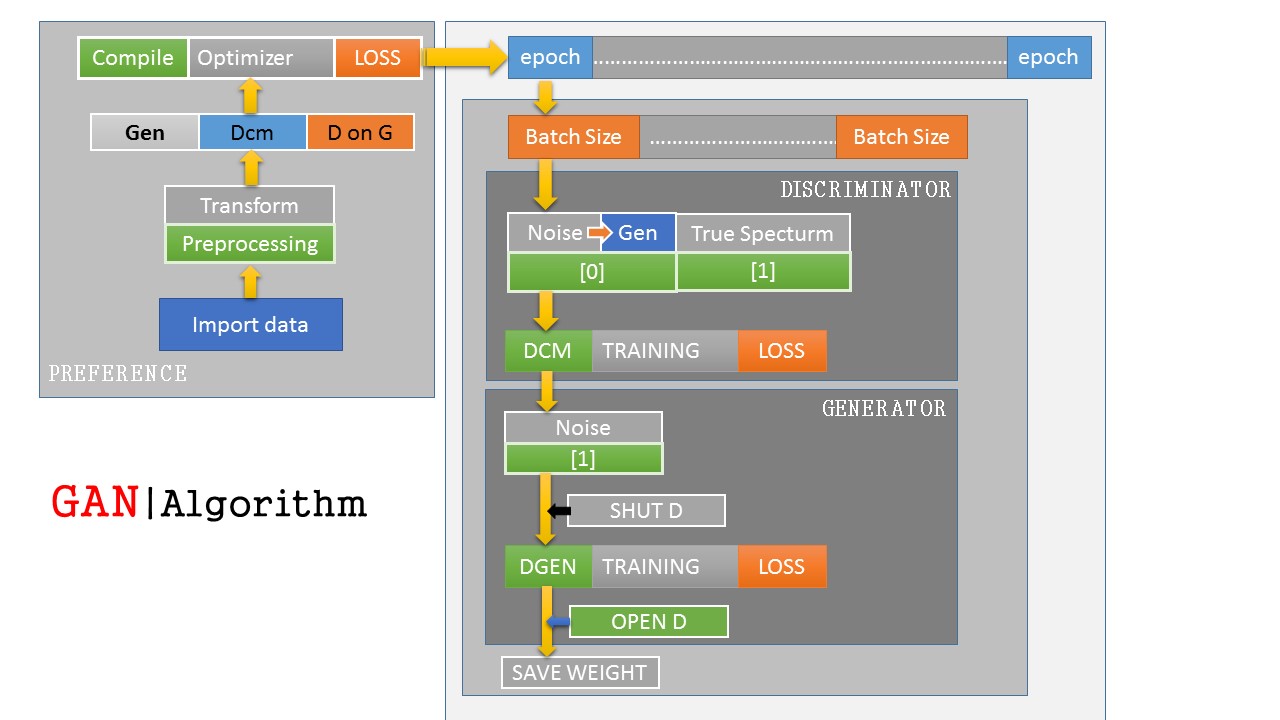 Compile Optimizer LOSS
Gen Dcm D on G
Transform
Preprocessing
Import data
PREFERENCE
GAN|Algorithm
epoch ........................................................................ epoch
Batch Size .................................. Batch Size
DISCRIMINATOR
Noise Gen True Specturm
[0] [1]
DCM TRAINING LOSS
GENERATOR
Noise
[1]
SHUT D
DGEN TRAINING LOSS
OPEN D
SAVE WEIGHT